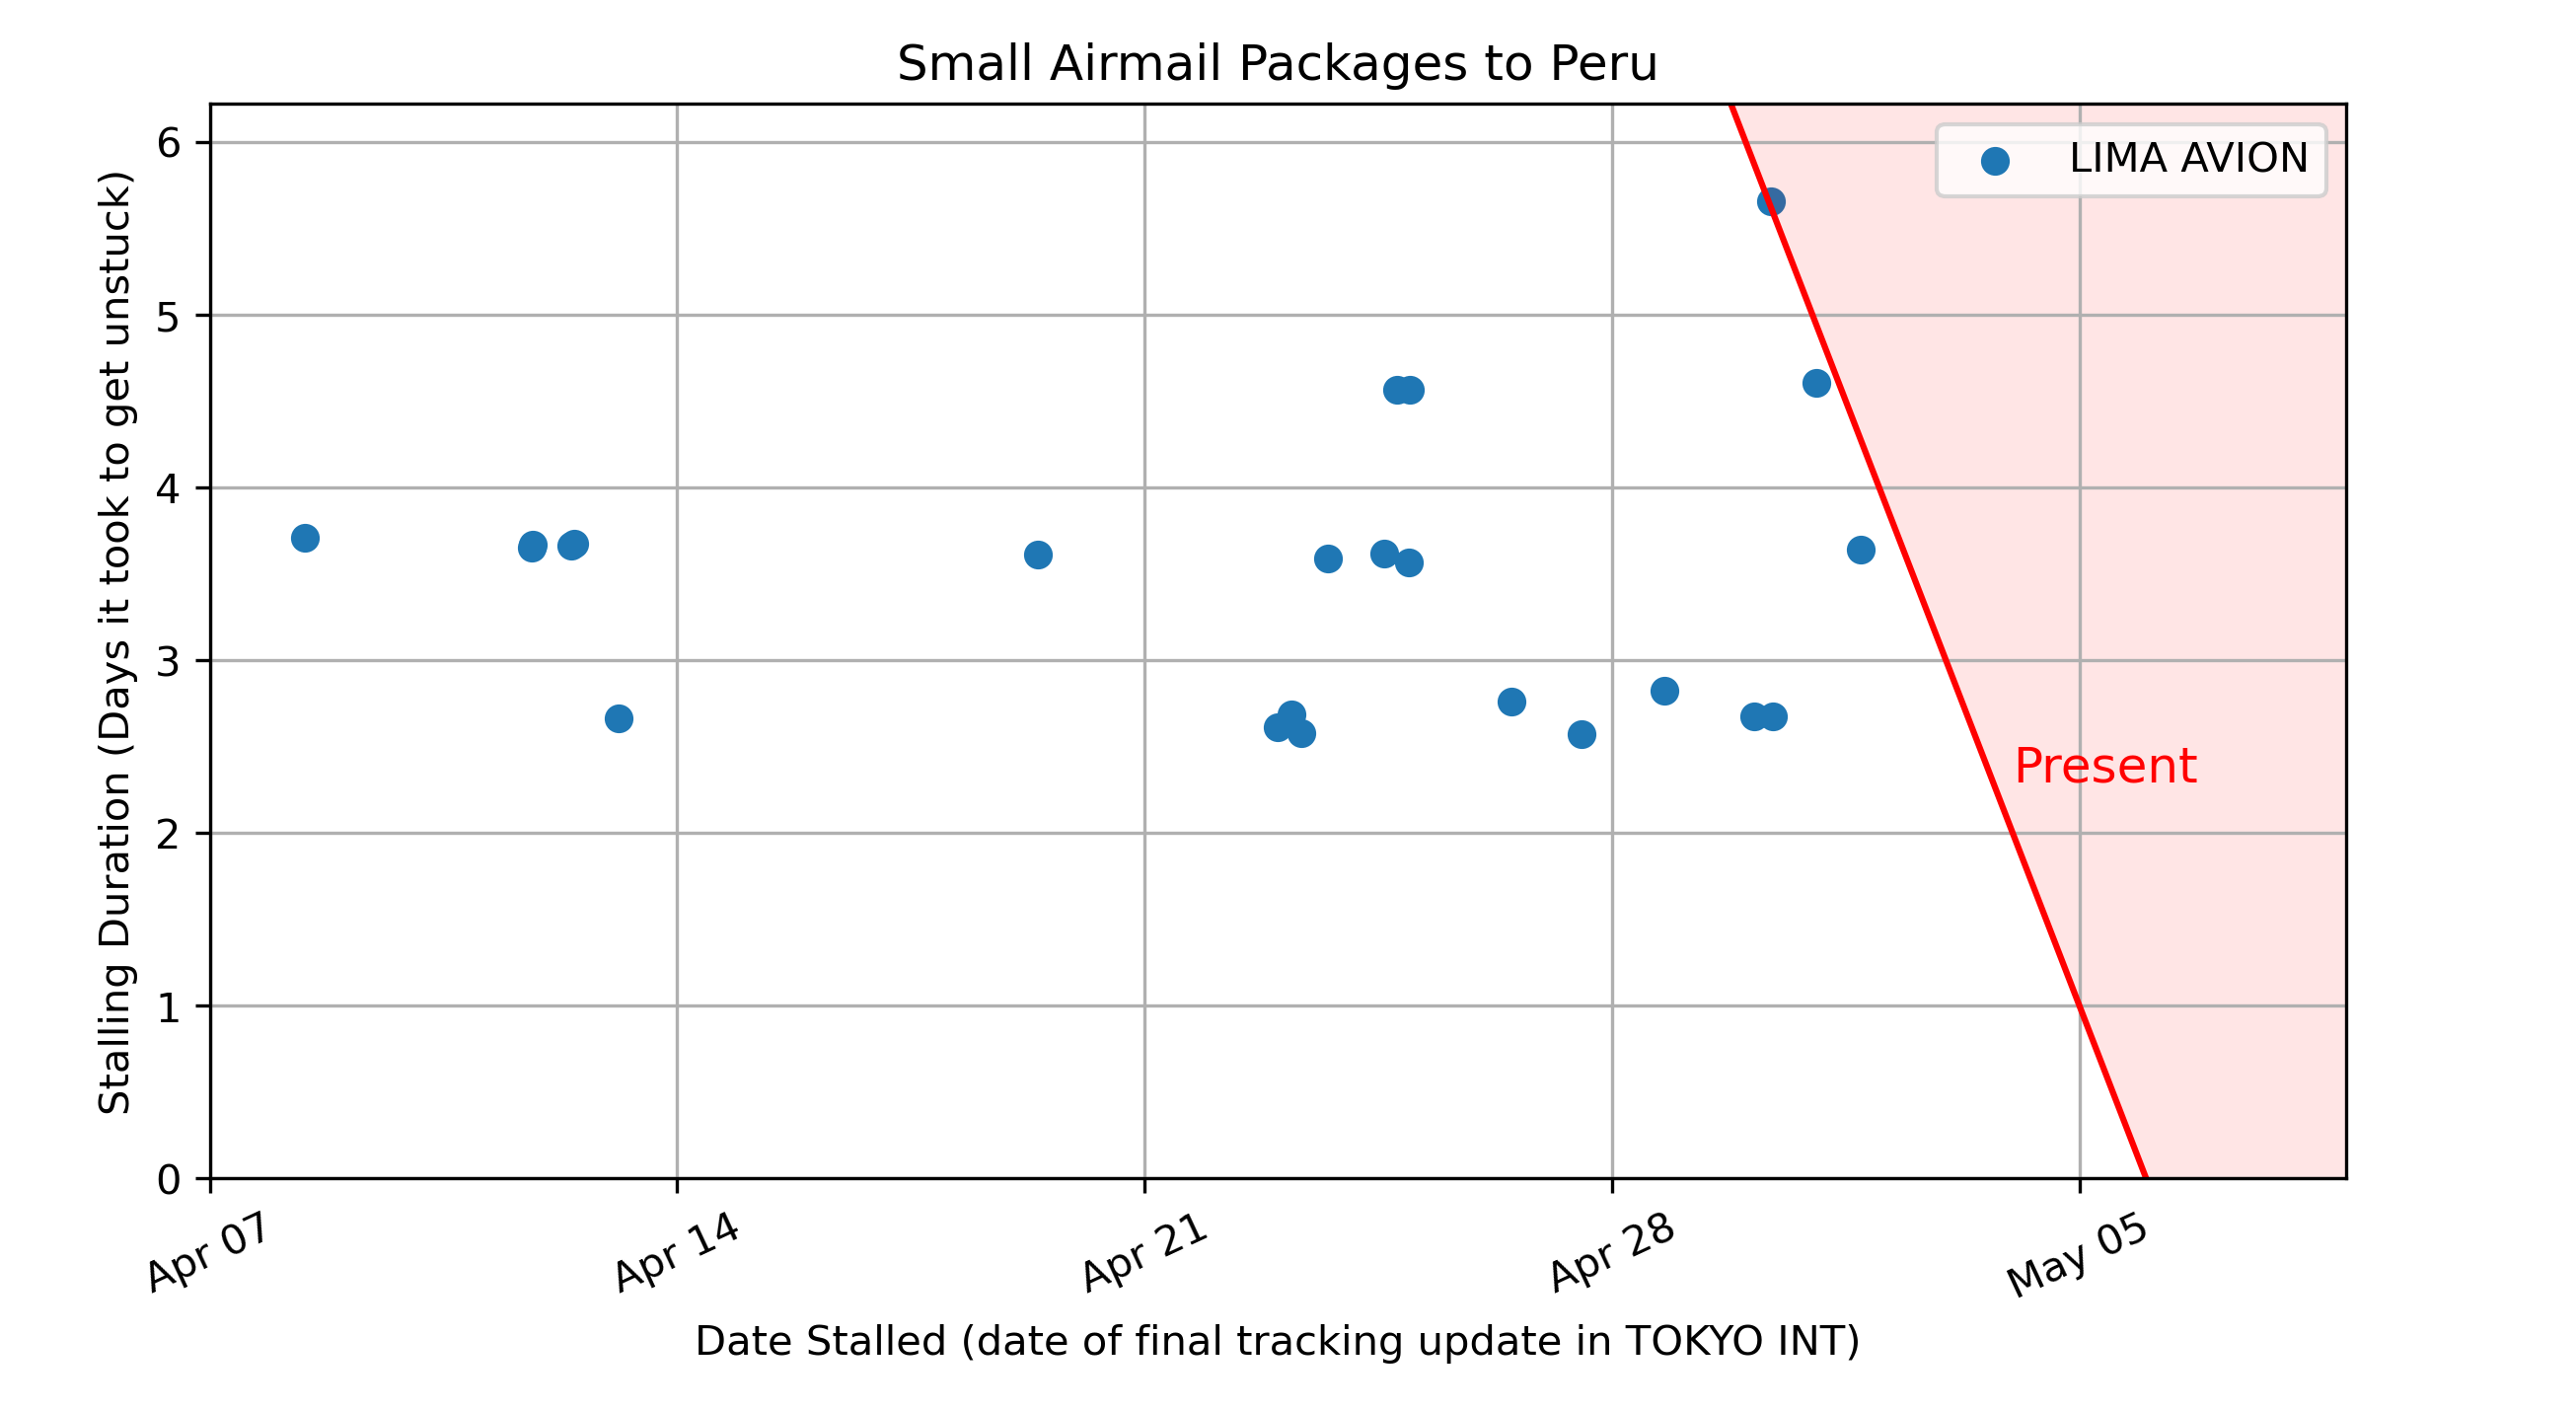 Small Airmail Packages to Peru
LIMA AVION
Stalling Duration (Days it took to get unstuck)
6
5
4
3
2
1
0
Present
Apr 07
Apr 14
Apr 21
Apr 28
May 05
Date Stalled (date of final tracking update in TOKYO INT)